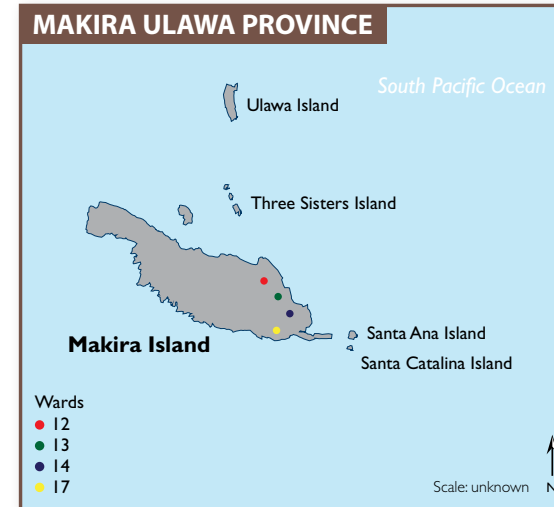 MAKIRA ULAWA PROVINCE
South Pacific Ocean
Ulawa Island
Three Sisters Island
Makira Island
Santa Ana Island
Santa Catalina Island
Wards
12
13
14
17
Scale: unknown
N